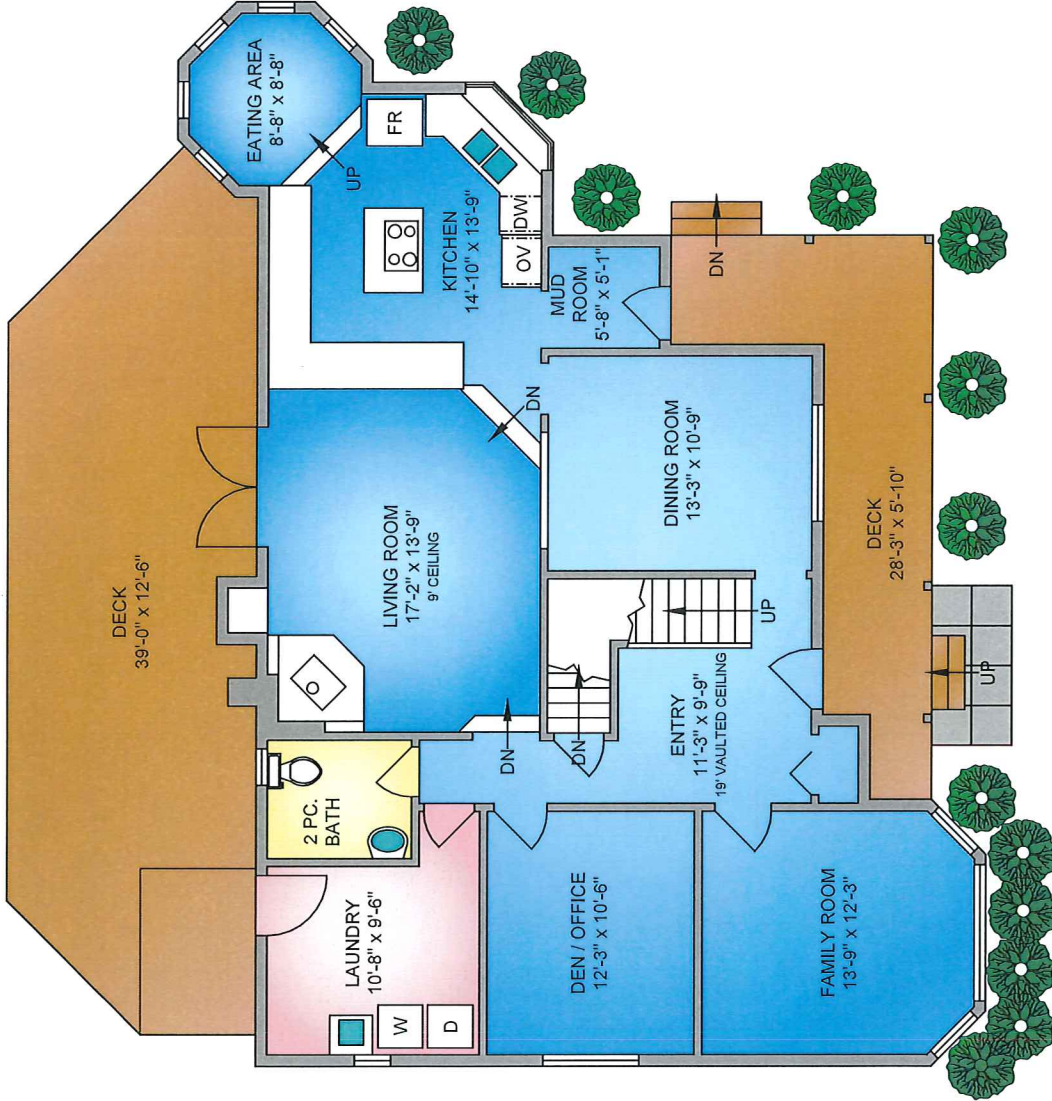 EATING AREA
8'-8" x 8'-8"
UP
FR
DECK
39'-0" x 12'-6"
KITCHEN
14'-10" x 13'-9"
DW
OV
MUD
ROOM
5'-8" x 5'-1"
DN
DN
LIVING ROOM
17'-2" x 13'-9"
9' CEILING
DINING ROOM
13'-3" x 10'-9"
DECK
28'-3" x 5'-10"
UP
UP
DN
DN
ENTRY
11'-3" x 9'-9"
19' VAULTED CEILING
2 PC.
BATH
LAUNDRY
10'-8" x 9'-6"
W
D
DEN / OFFICE
12'-3" x 10'-6"
FAMILY ROOM
13'-9" x 12'-3"